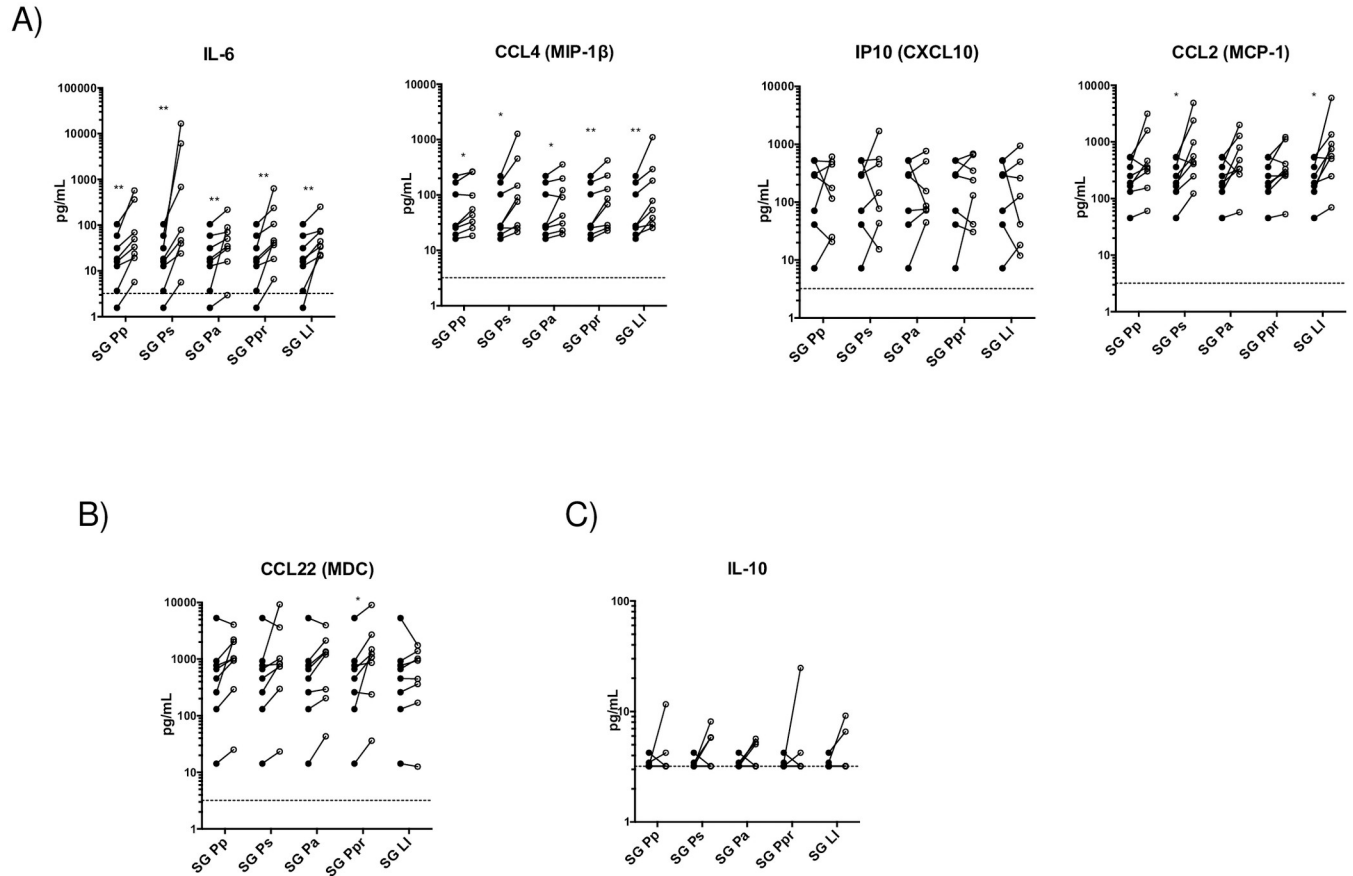 A)
IL-6
pg/mL
100000
10000
1000
100
10
1
**
**
**
**
**
SG Pp
SG Ps
SG Pa
SG Ppr
SG Ll
CCL4 (MIP-1β)
pg/mL
10000
1000
100
10
1
*
*
*
**
**
SG Pp
SG Ps
SG Pa
SG Ppr
SG Ll
IP10 (CXCL10)
pg/mL
10000
1000
100
10
1
SG Pp
SG Ps
SG Pa
SG Ppr
SG Ll
CCL2 (MCP-1)
pg/mL
10000
1000
100
10
1
*
*
SG Pp
SG Ps
SG Pa
SG Ppr
SG Ll
B)
CCL22 (MDC)
pg/mL
10000
1000
100
10
1
*
SG Pp
SG Ps
SG Pa
SG Ppr
SG Ll
C)
IL-10
pg/mL
100
10
1
SG Pp
SG Ps
SG Pa
SG Ppr
SG Ll